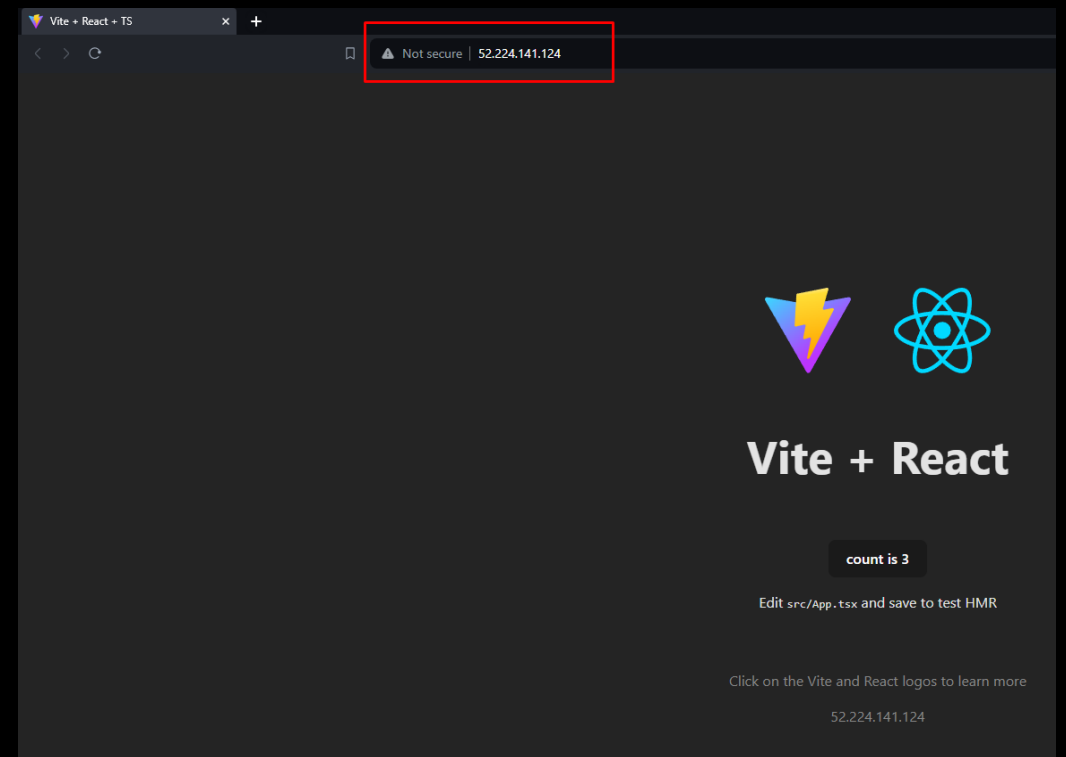 Vite + React + TS
Not secure | 52.224.141.124
Vite + React
count is 3
Edit src/App.tsx and save to test HMR
Click on the Vite and React logos to learn more
52.224.141.124